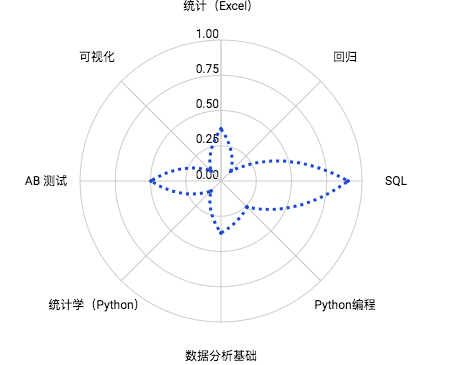 统计（Excel）
1.00
可视化
回归
0.75
0.50
0.25
0.00
AB 测试
SQL
统计学（Python）
Python编程
数据分析基础